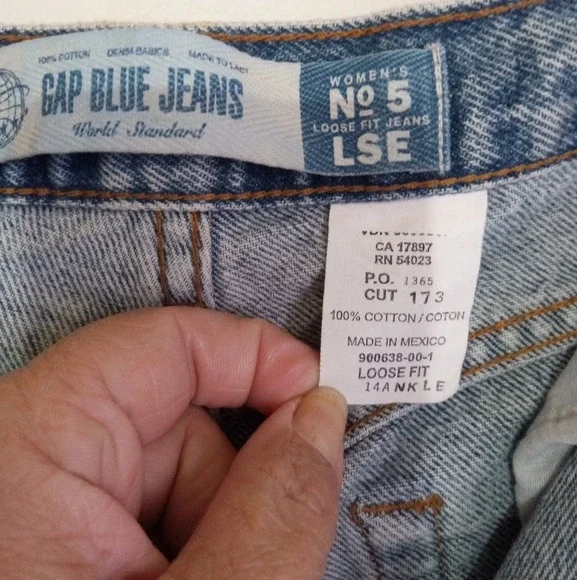 100% COTTON DENIM BASICS MADE TO LAST
GAP BLUE JEANS
World Standard
WOMEN'S
No 5
LOOSE FIT JEANS
LSE
CA 17897
RN 54023
P.O. 1365
CUT 173
100% COTTON / COTON
MADE IN MEXICO
900638-00-1
LOOSE FIT
14ANKLE